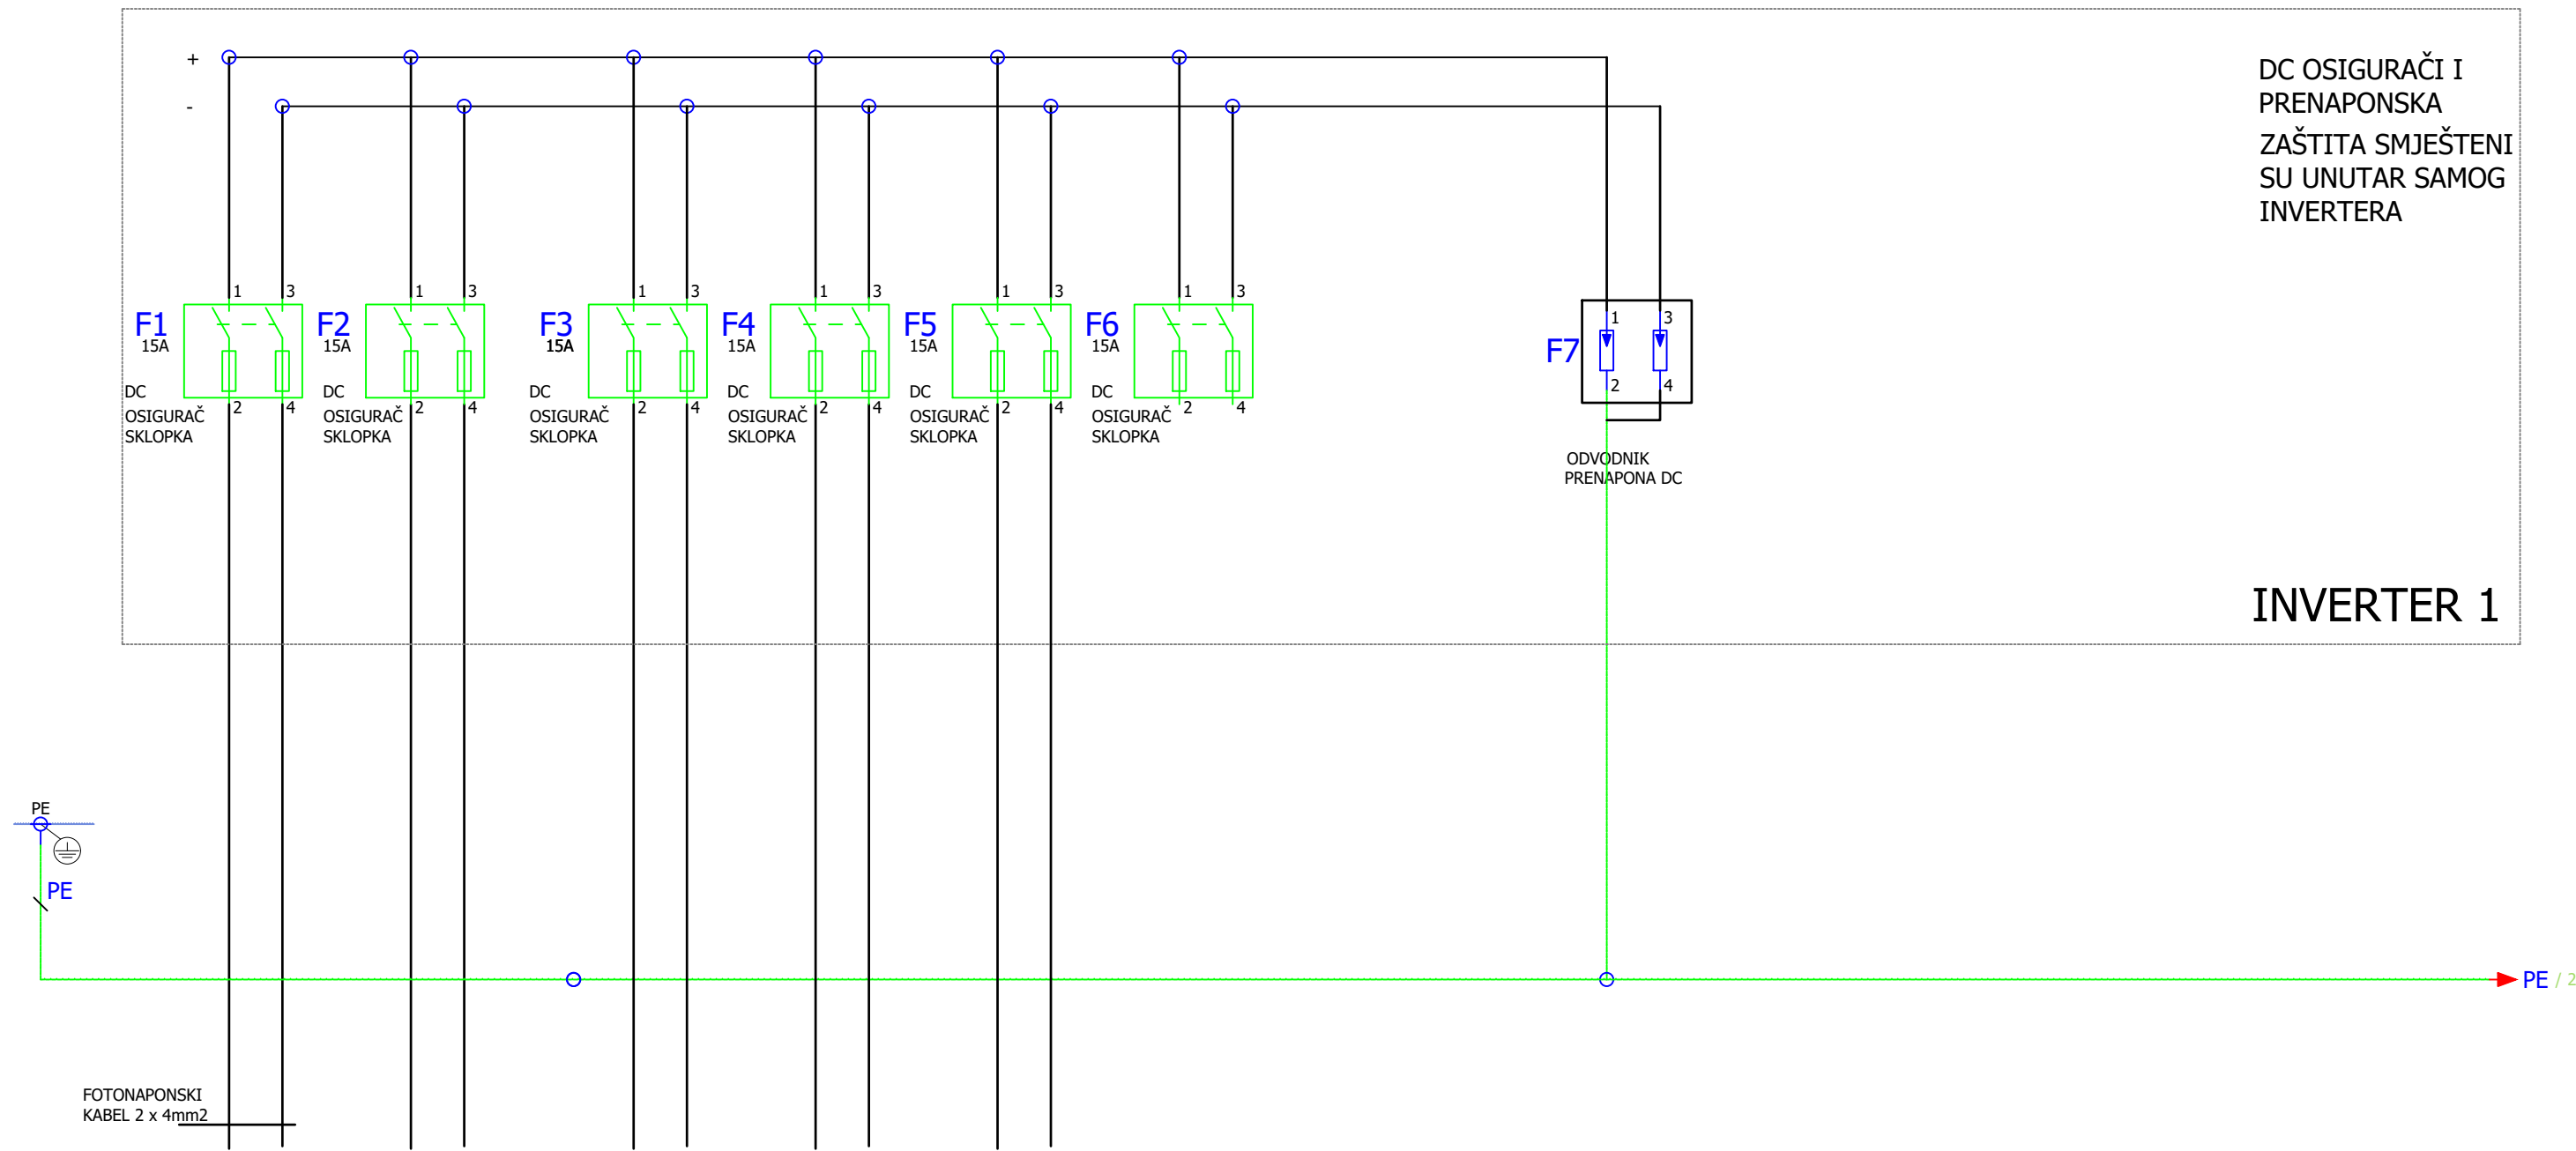 +
-
DC OSIGURAČI I
PRENAPONSKA
ZAŠTITA SMJEŠTENI
SU UNUTAR SAMOG
INVERTERA
1 3 1 3 1 3 1 3 1 3 1 3
F1 F2 F3 F4 F5 F6
15A 15A 15A 15A 15A 15A
1 3
F7
2 4
DC DC DC DC DC DC
2 4 2 4 2 4 2 4 2 4 2 4
OSIGURAČ OSIGURAČ OSIGURAČ OSIGURAČ OSIGURAČ OSIGURAČ
SKLOPKA SKLOPKA SKLOPKA SKLOPKA SKLOPKA SKLOPKA
ODVODNIK
PRENAPONA DC
INVERTER 1
PE
PE
PE / 2
FOTONAPONSKI
KABEL 2 x 4mm2